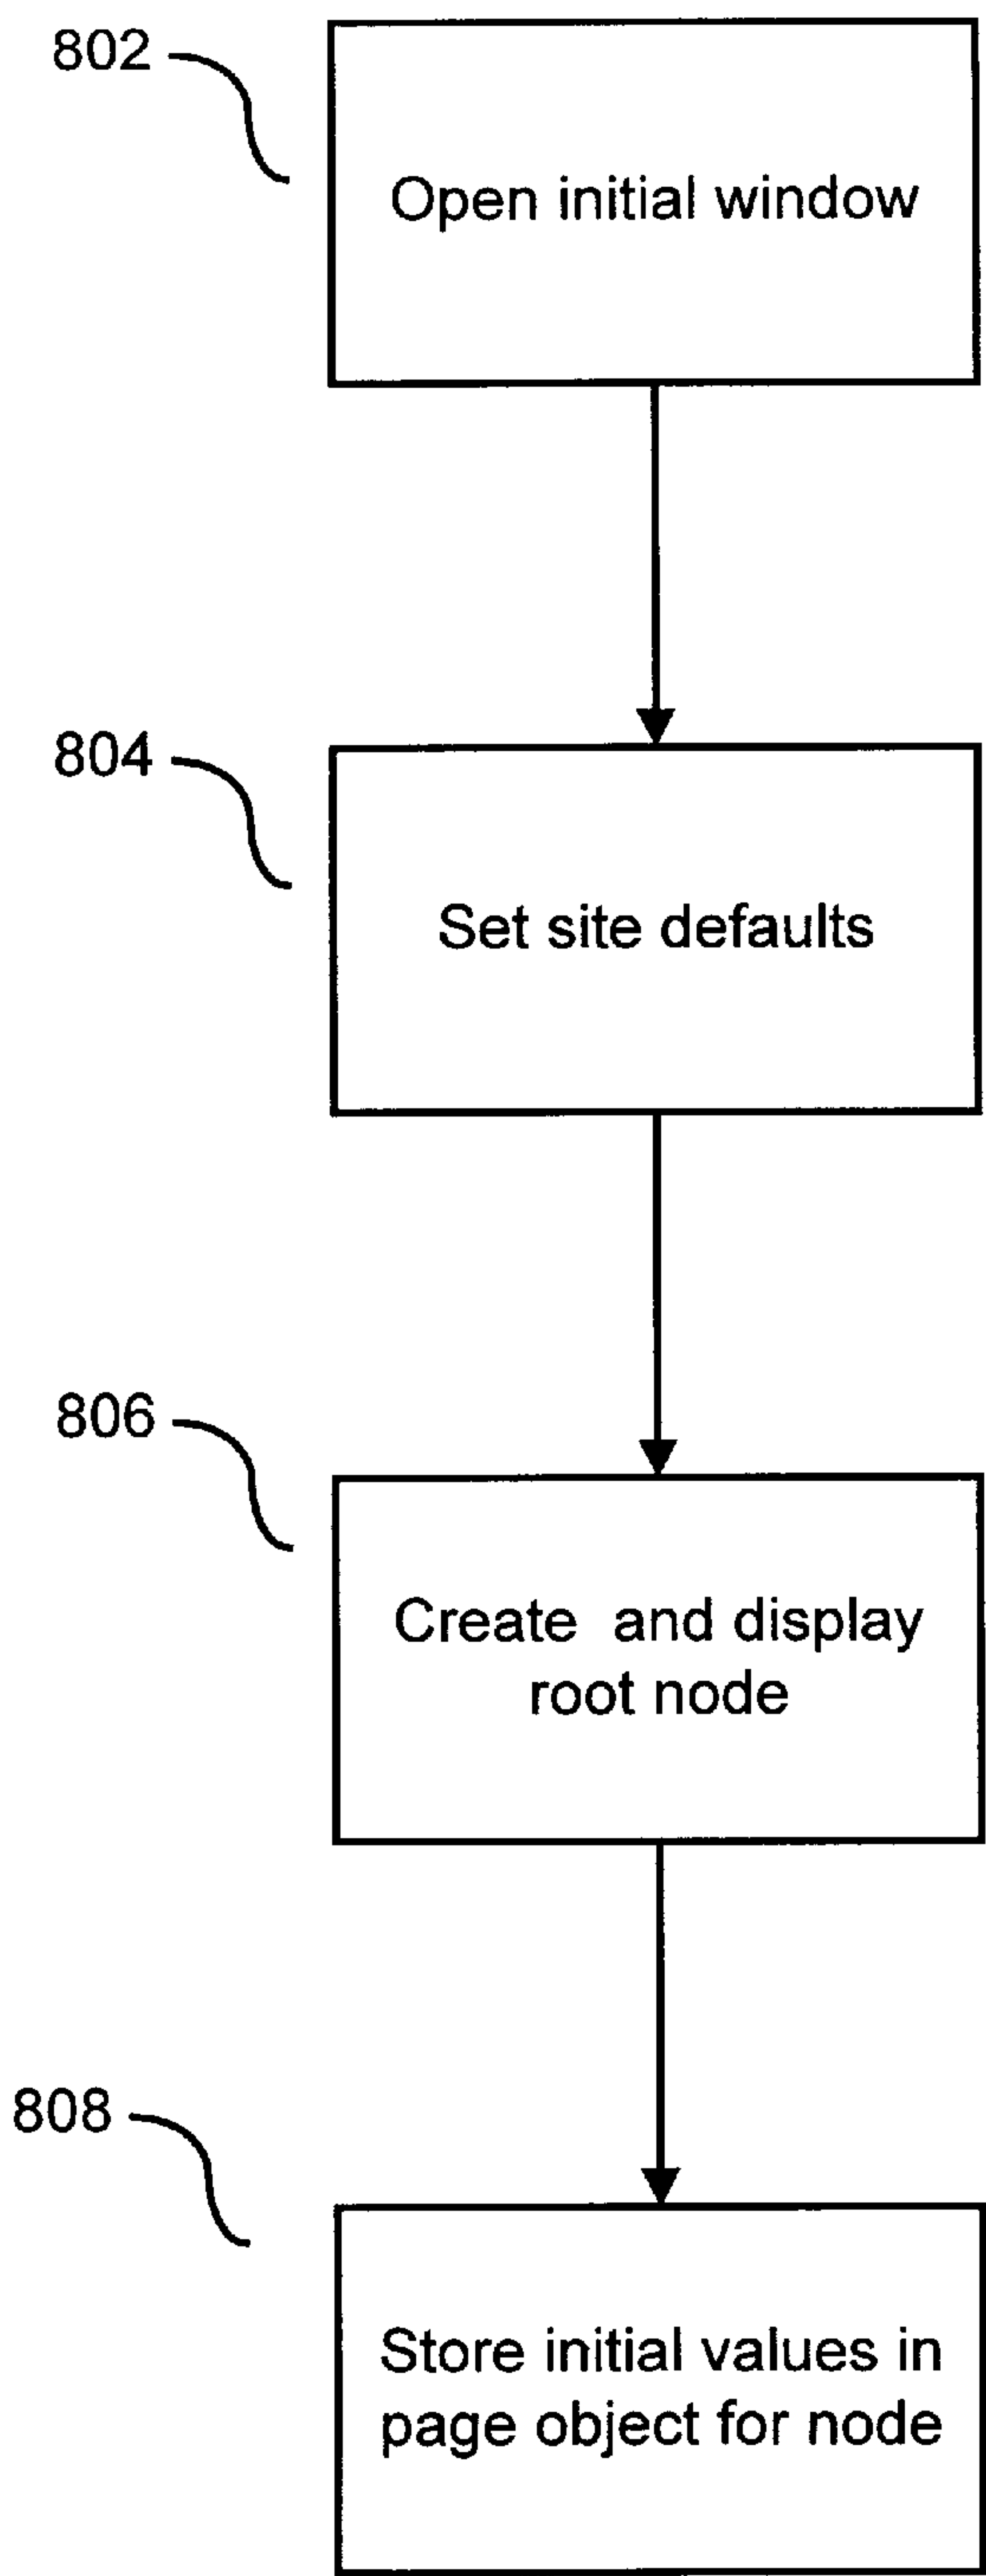 802
Open initial window
804
Set site defaults
806
Create and display
root node
808
Store initial values in
page object for node